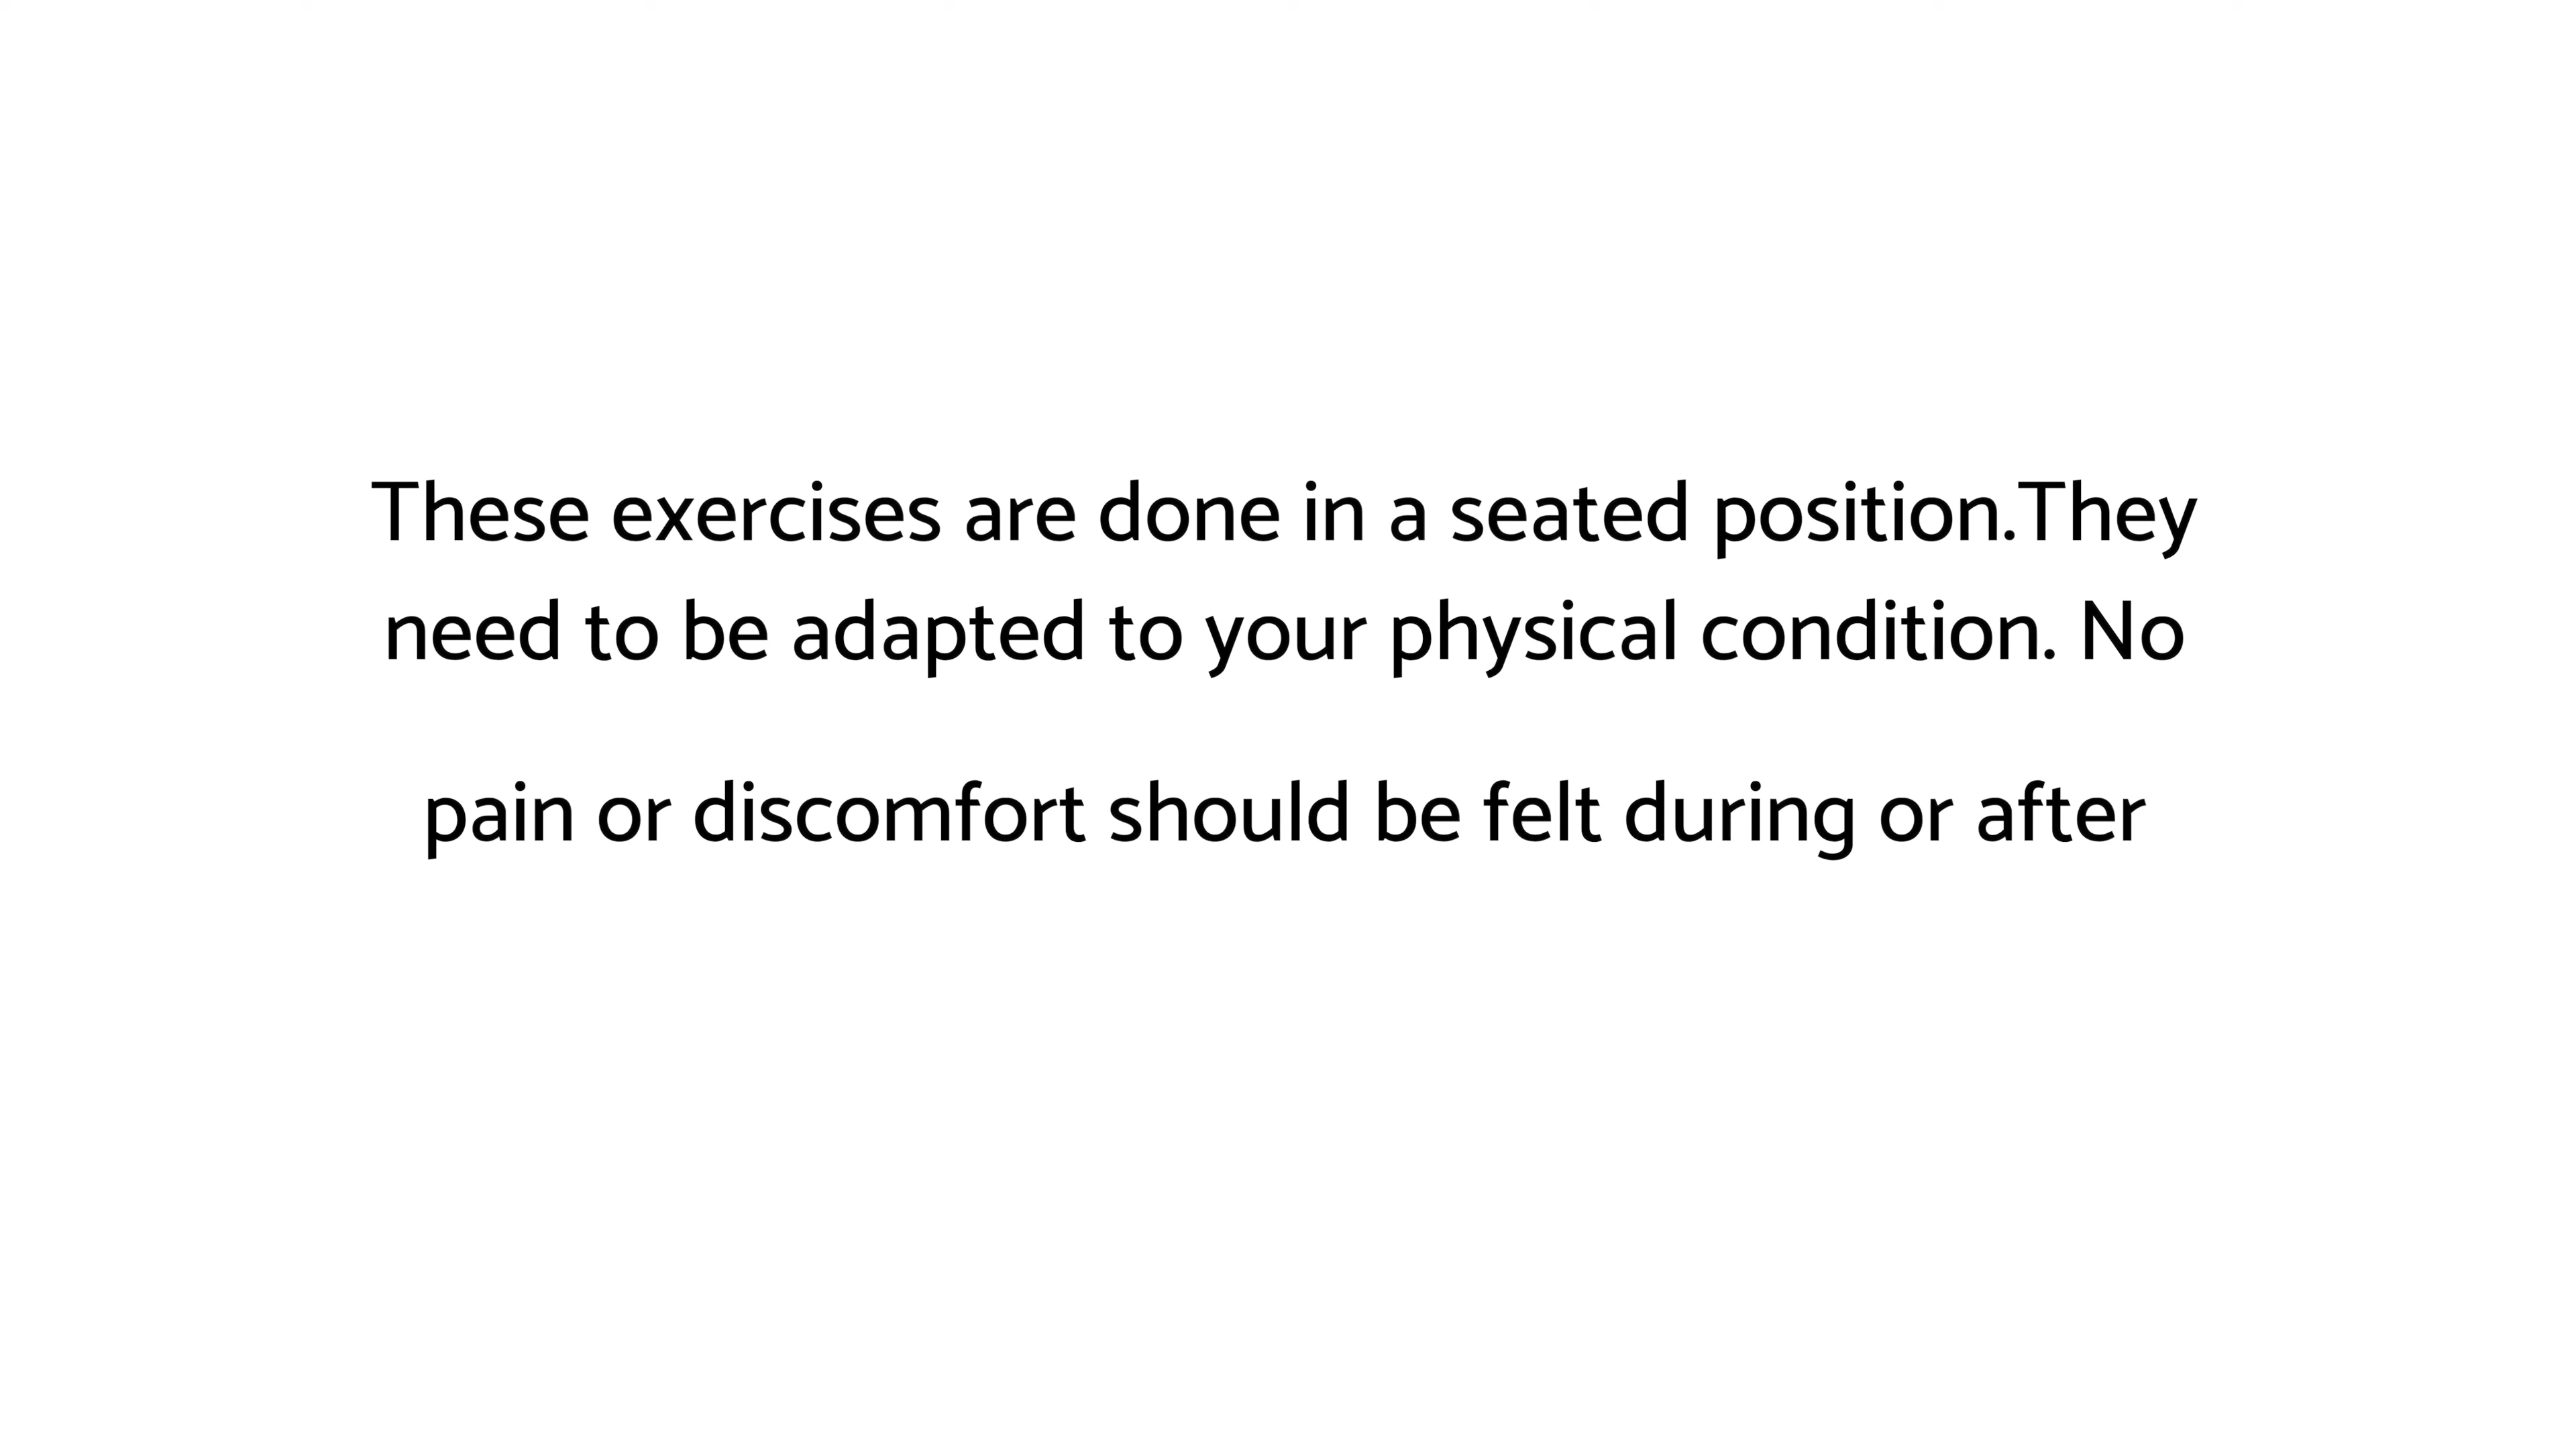 These exercises are done in a seated position.They
need to be adapted to your physical condition. No
pain or discomfort should be felt during or after